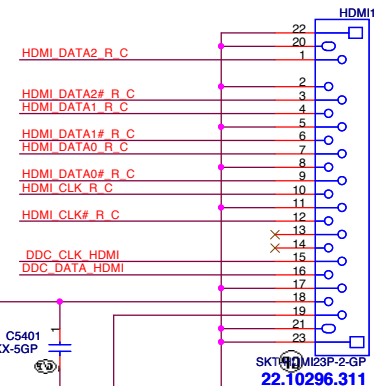 HDMI1
22
20
HDMI_DATA2_R_C 1
2
HDMI_DATA2#_R_C 3
HDMI_DATA1_R_C 4
5
HDMI_DATA1#_R_C 6
HDMI_DATA0_R_C 7
8
HDMI_DATA0#_R_C 9
HDMI_CLK_R_C 10
11
HDMI_CLK#_R_C 12
13
14
DDC_CLK_HDMI 15
DDC_DATA_HDMI 16
17
18
19
21
23
C5401 1
KX-5GP
22.10296.311